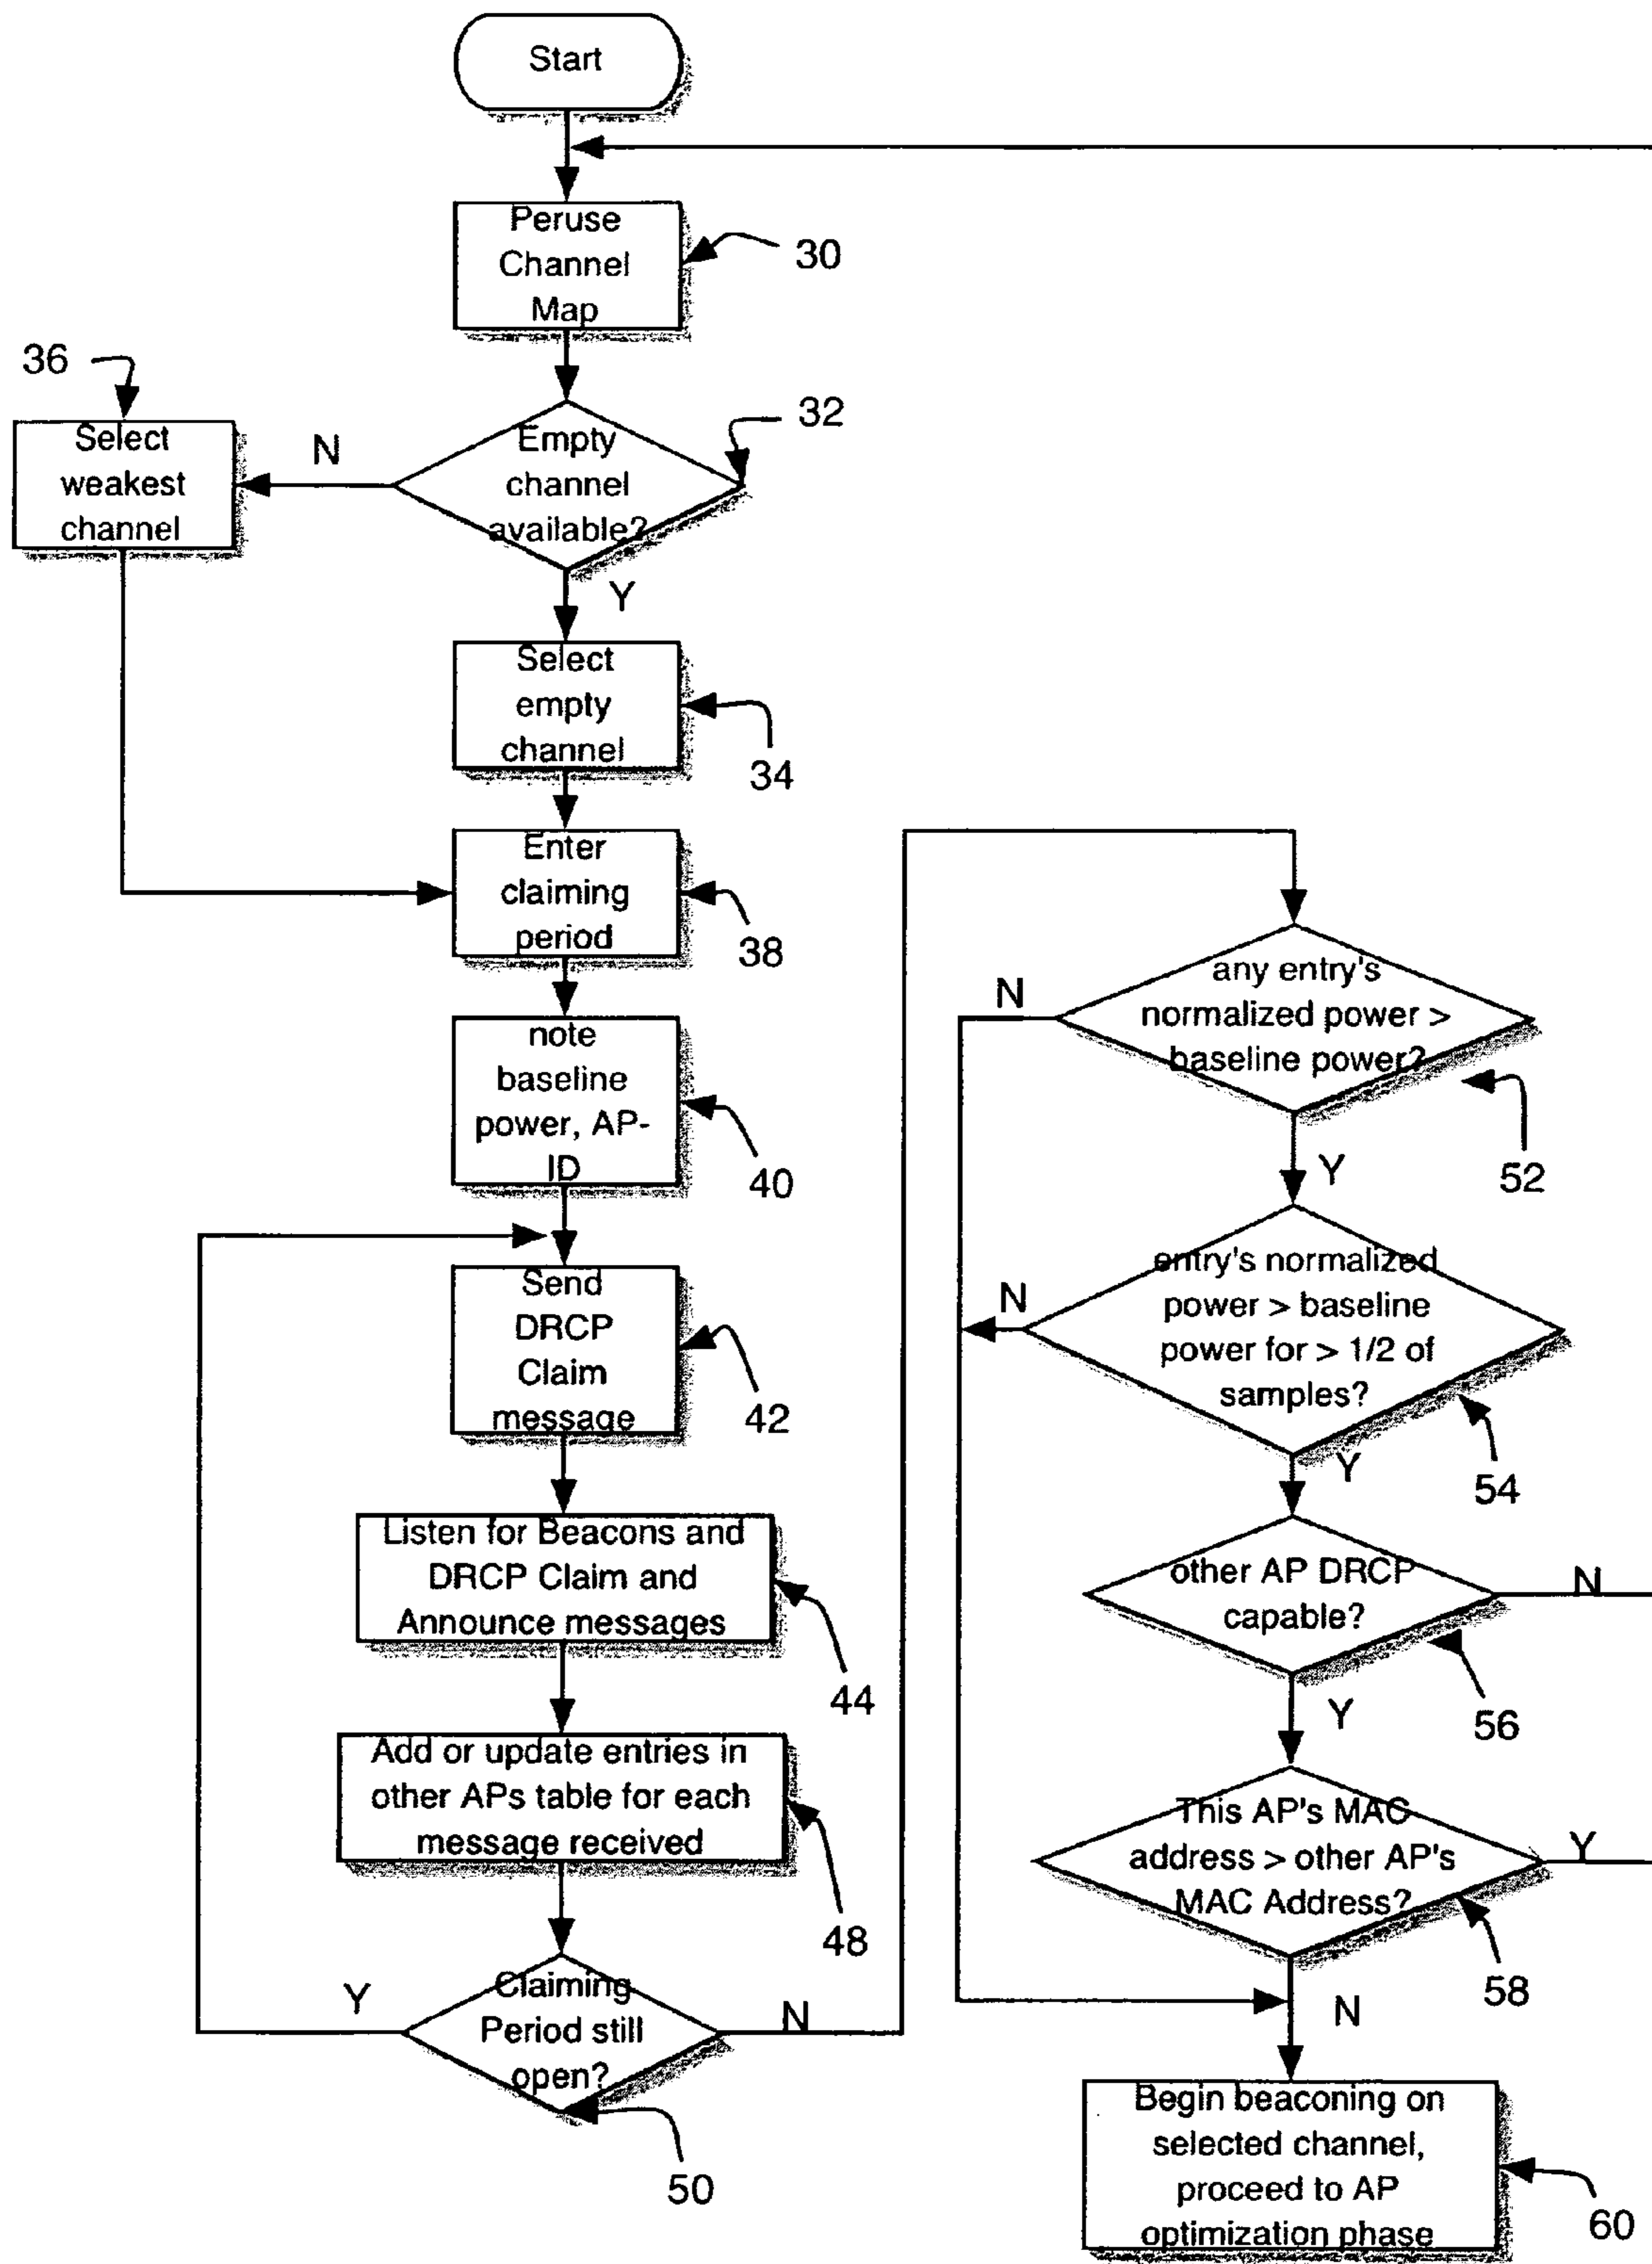 Start
Peruse
Channel
Map
30
36
32
Select
weakest
channel
N
Empty
channel
available?
Y
Select
empty
channel
34
Enter
claiming
period
38
note
baseline
power, AP-
ID
40
Send
DRCP
Claim
message
42
Listen for Beacons and
DRCP Claim and
Announce messages
44
Add or update entries in
other APs table for each
message received
48
Y
Claiming
Period still
open?
N
50
any entry's
normalized power >
baseline power?
N
52
Y
entry's normalized
power > baseline
power for > 1/2 of
samples?
N
54
Y
other AP DRCP
capable?
N
56
Y
This AP's MAC
address > other AP's
MAC Address?
Y
58
N
Begin beaconing on
selected channel,
proceed to AP
optimization phase
60